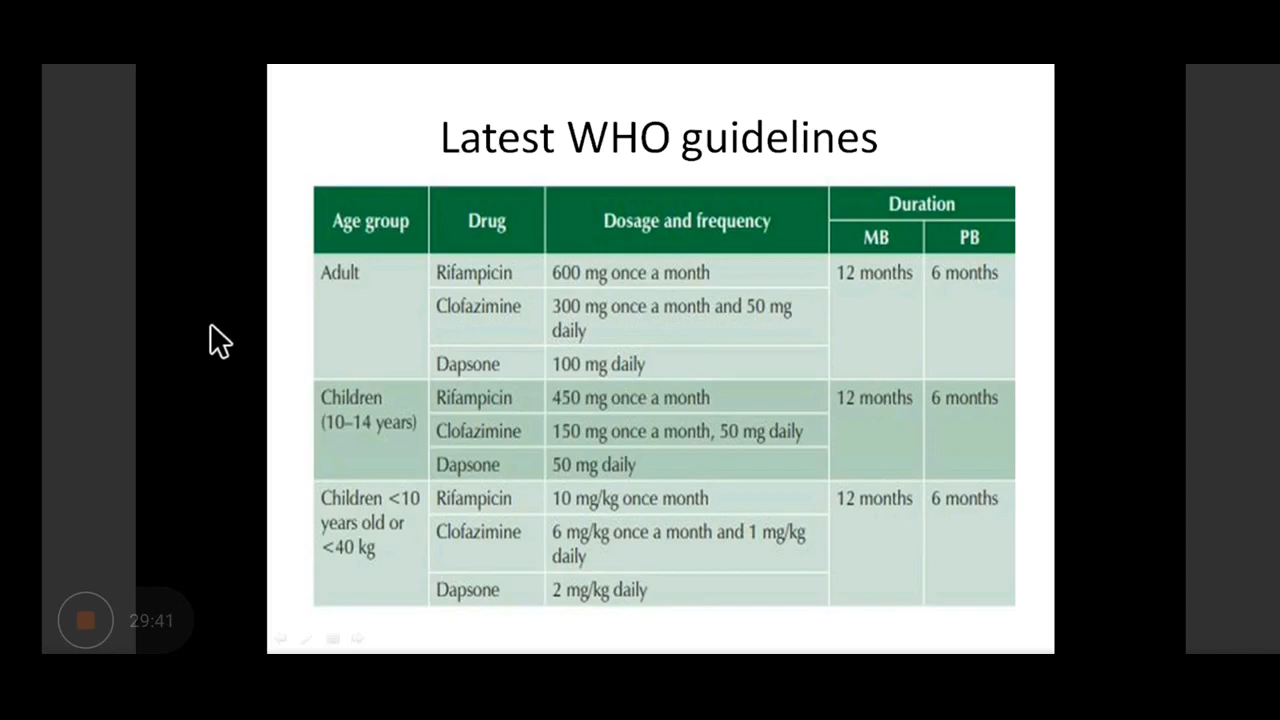 Latest WHO guidelines
Age group Drug Dosage and frequency Duration
MB PB
Adult Rifampicin 600 mg once a month 12 months 6 months
Clofazimine 300 mg once a month and 50 mg
daily
Dapsone 100 mg daily
Children Rifampicin 450 mg once a month 12 months 6 months
(10–14 years) Clofazimine 150 mg once a month, 50 mg daily
Dapsone 50 mg daily
Children <10 Rifampicin 10 mg/kg once month 12 months 6 months
years old or Clofazimine 6 mg/kg once a month and 1 mg/kg
<40 kg daily
Dapsone 2 mg/kg daily
29:41